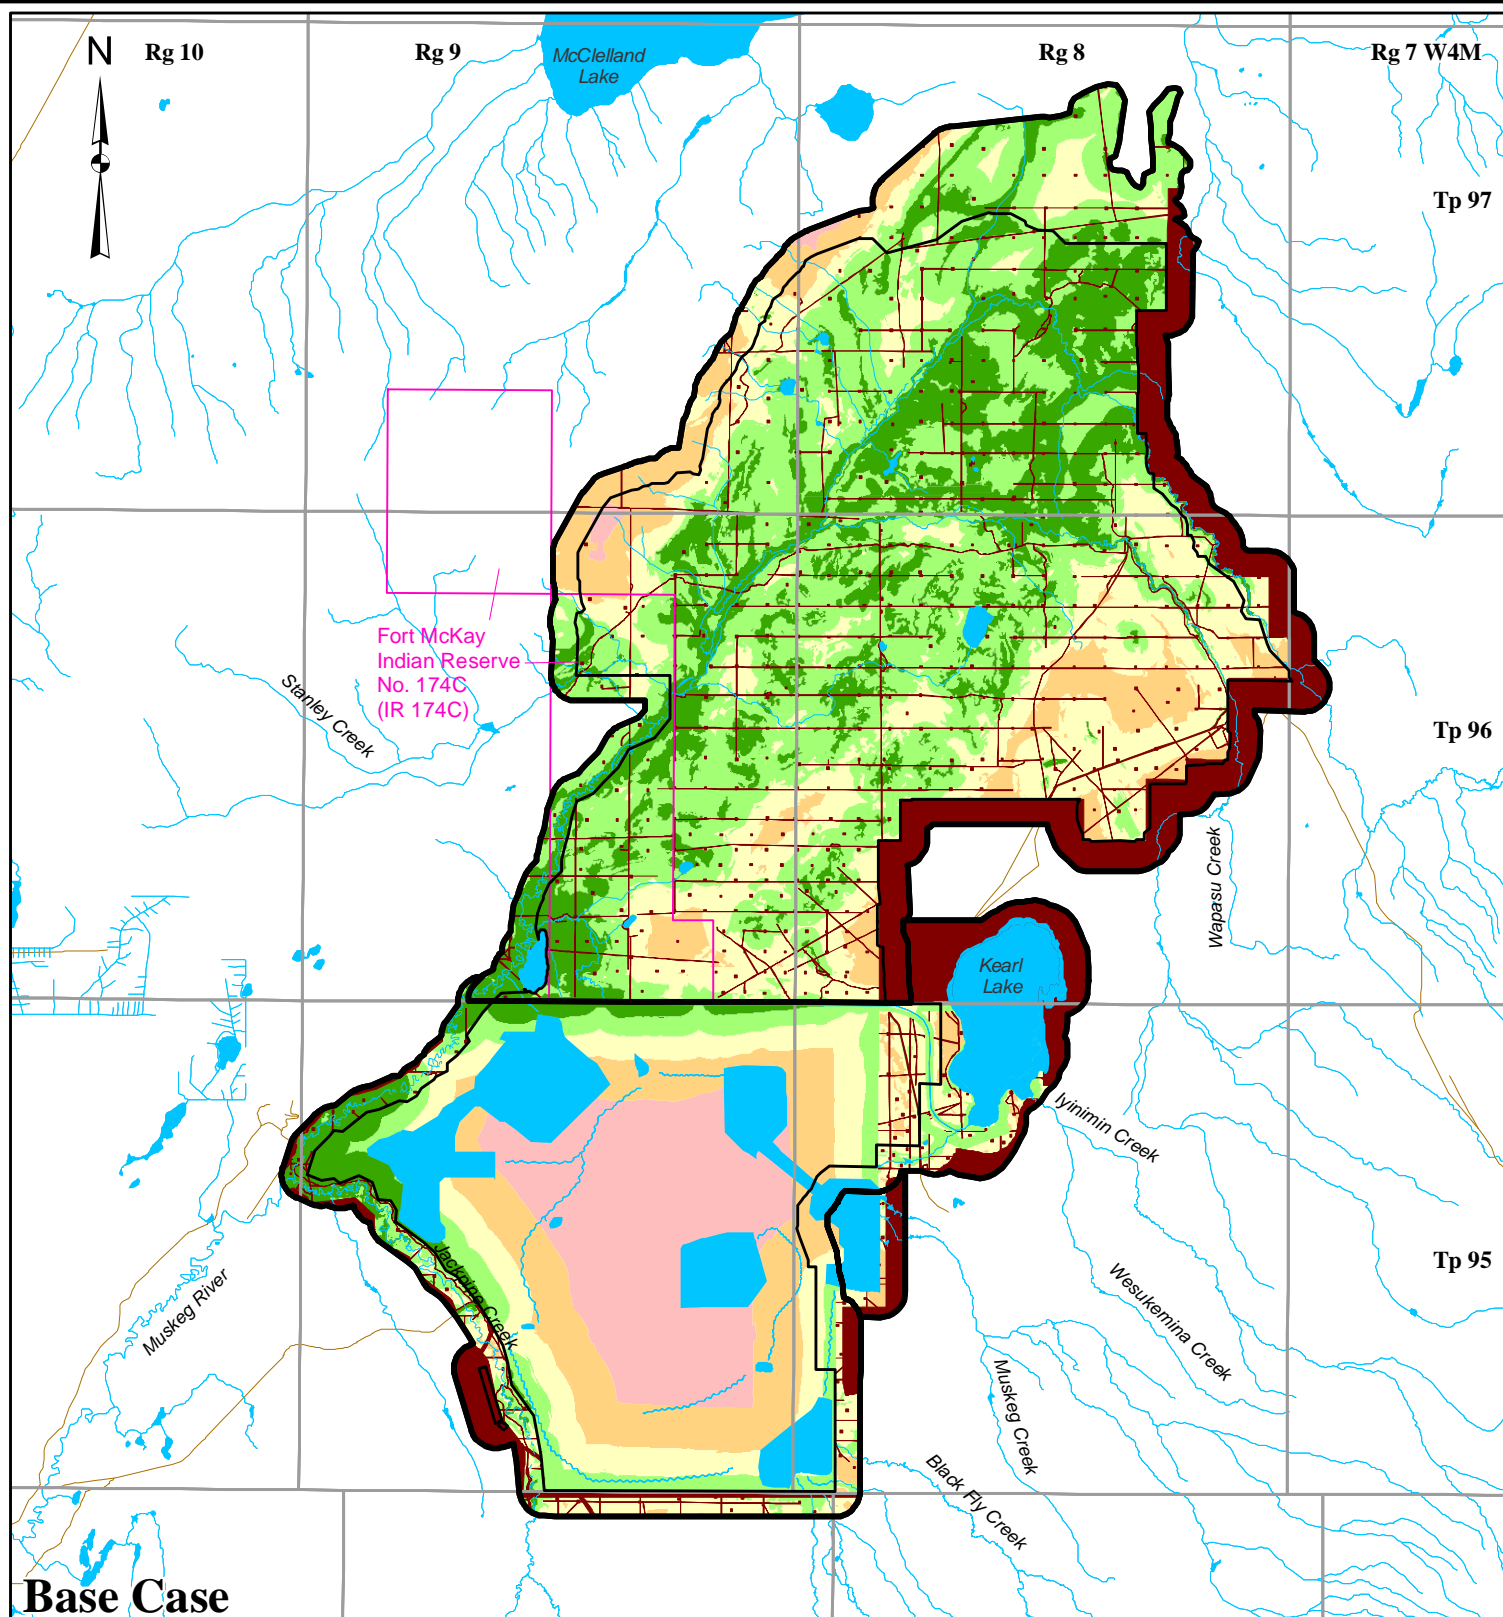 N
Rg 10
Rg 9
McClelland
Lake
Rg 8
Rg 7 W4M
Tp 97
Fort McKay
Indian Reserve
No. 174C
(IR 174C)
Stanley Creek
Tp 96
Wapasu Creek
Kearl
Lake
Iyinimin Creek
Muskeg River
Jackpine Creek
Wesukemina Creek
Tp 95
Muskeg Creek
Black Fly Creek
Base Case